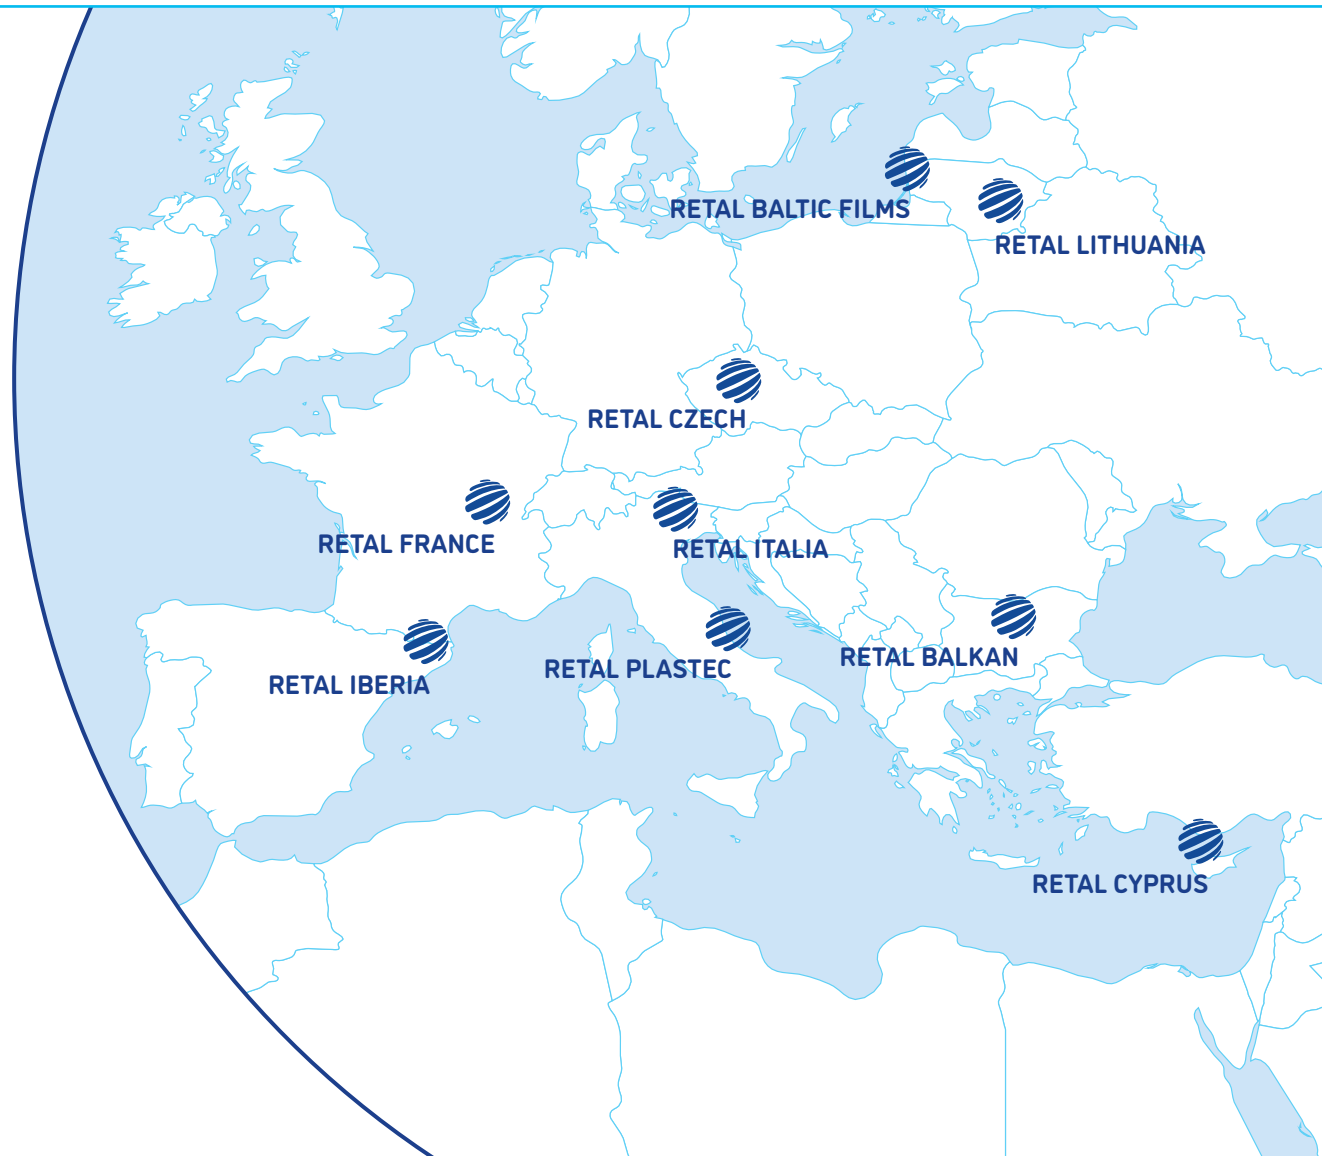 RETAL BALTIC FILMS
RETAL LITHUANIA
RETAL CZECH
RETAL FRANCE
RETAL ITALIA
RETAL BALKAN
RETAL PLASTEC
RETAL IBERIA
RETAL CYPRUS